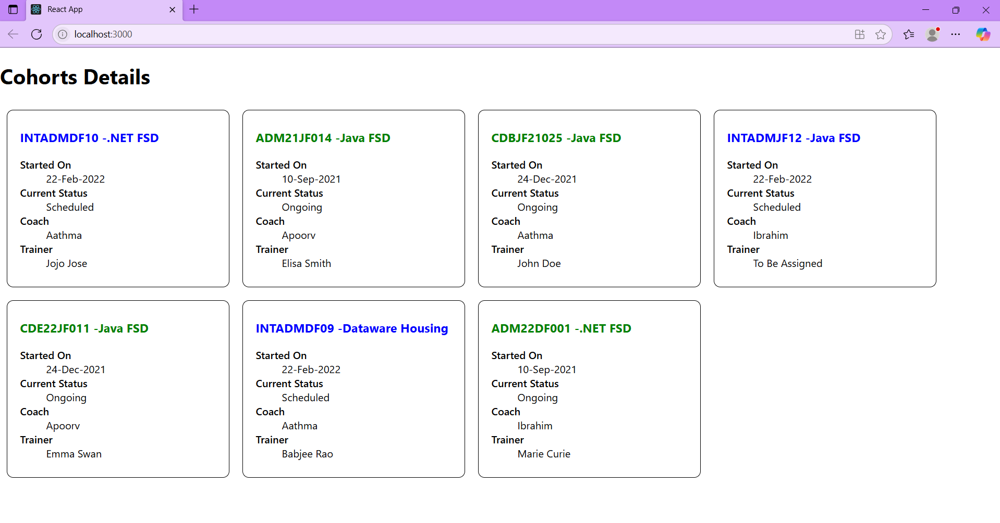 React App
localhost:3000
Cohorts Details
INTADMDF10 -.NET FSD
Started On
22-Feb-2022
Current Status
Scheduled
Coach
Aathma
Trainer
Jojo Jose
ADM21JF014 -Java FSD
Started On
10-Sep-2021
Current Status
Ongoing
Coach
Apoorv
Trainer
Elisa Smith
CDBJF21025 -Java FSD
Started On
24-Dec-2021
Current Status
Ongoing
Coach
Aathma
Trainer
John Doe
INTADMJF12 -Java FSD
Started On
22-Feb-2022
Current Status
Scheduled
Coach
Ibrahim
Trainer
To Be Assigned
CDE22JF011 -Java FSD
Started On
24-Dec-2021
Current Status
Ongoing
Coach
Apoorv
Trainer
Emma Swan
INTADMDF09 -Dataware Housing
Started On
22-Feb-2022
Current Status
Scheduled
Coach
Aathma
Trainer
Babjee Rao
ADM22DF001 -.NET FSD
Started On
10-Sep-2021
Current Status
Ongoing
Coach
Ibrahim
Trainer
Marie Curie